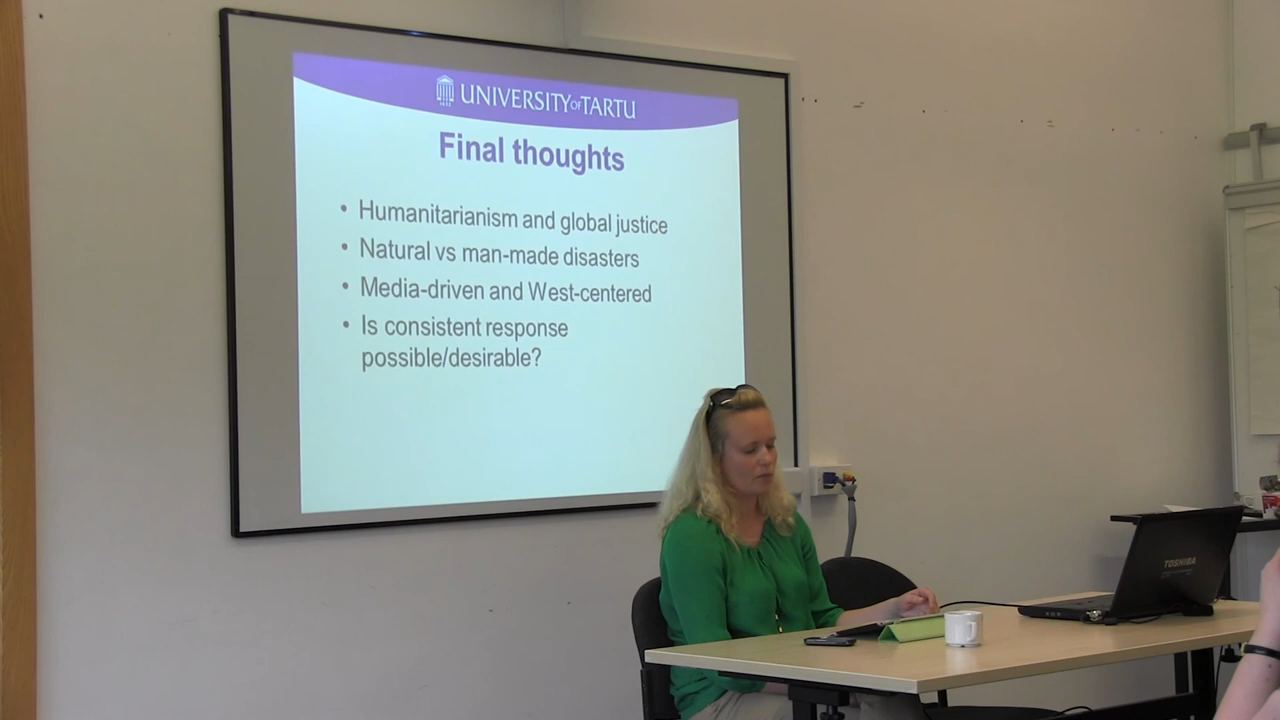 UNIVERSITY OF TARTU
Final thoughts
• Humanitarianism and global justice
• Natural vs man-made disasters
• Media-driven and West-centered
• Is consistent response
possible/desirable?
TOSHIBA